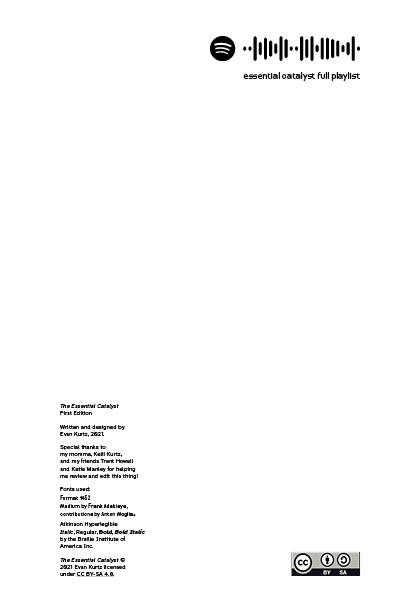 essential catalyst full playlist
The Essential Catalyst
First Edition
Written and designed by
Evan Kurtz, 2021.
Special thanks to
my momma, Kelli Kurtz,
and my friends Trent Howell
and Katie Manley for helping
me review and edit this thing!
Fonts used:
Format 1452
Medium by Frank Adebiaye,
contributions by Anton Moglia.
Atkinson Hyperlegible
Italic, Regular, Bold, Bold Italic
by the Braille Institute of
America Inc.
The Essential Catalyst ©
2021 Evan Kurtz licensed
under CC BY-SA 4.0.
cc BY SA